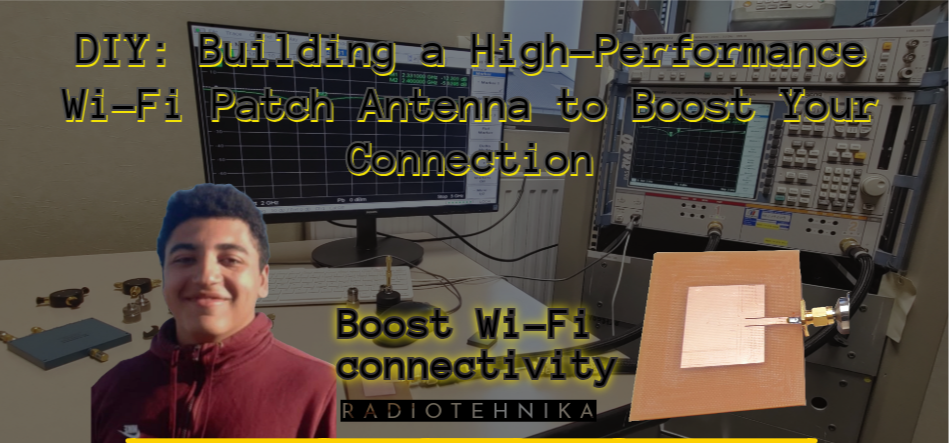 DIY: Building a High-Performance
Wi-Fi Patch Antenna to Boost Your
Connection
Boost Wi-Fi
connectivity
RADIOTEHNIKA